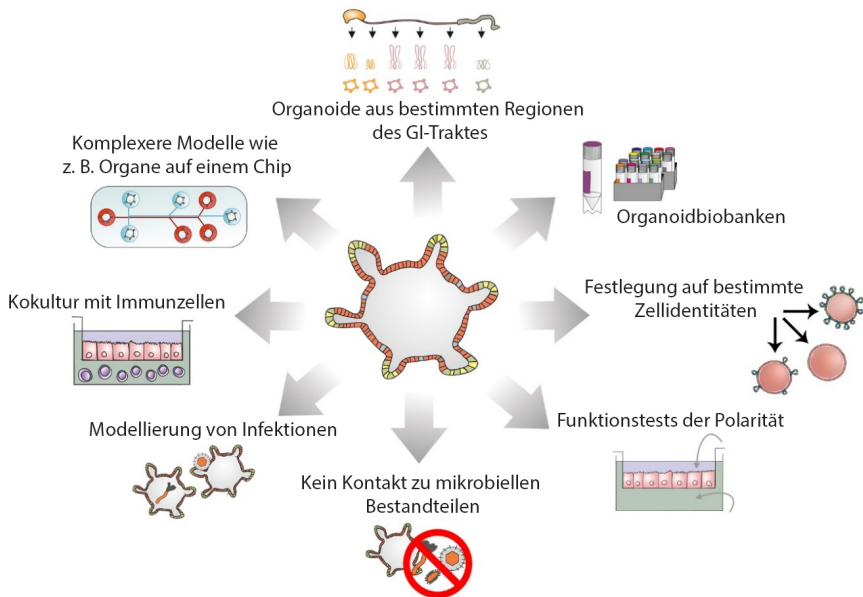 Organoide aus bestimmten Regionen
des GI-Traktes
Komplexere Modelle wie
z. B. Organe auf einem Chip
Organoidbiobanken
Kokultur mit Immunzellen
Festlegung auf bestimmte
Zellidentitäten
Modellierung von Infektionen
Funktionstests der Polarität
Kein Kontakt zu mikrobiellen
Bestandteilen